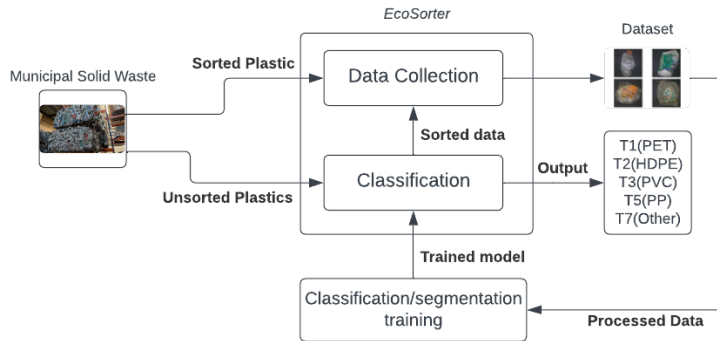 EcoSorter
Dataset
Municipal Solid Waste
Sorted Plastic
Data Collection
Sorted data
Unsorted Plastics
Classification
Output
T1(PET)
T2(HDPE)
T3(PVC)
T5(PP)
T7(Other)
Trained model
Classification/segmentation
training
Processed Data